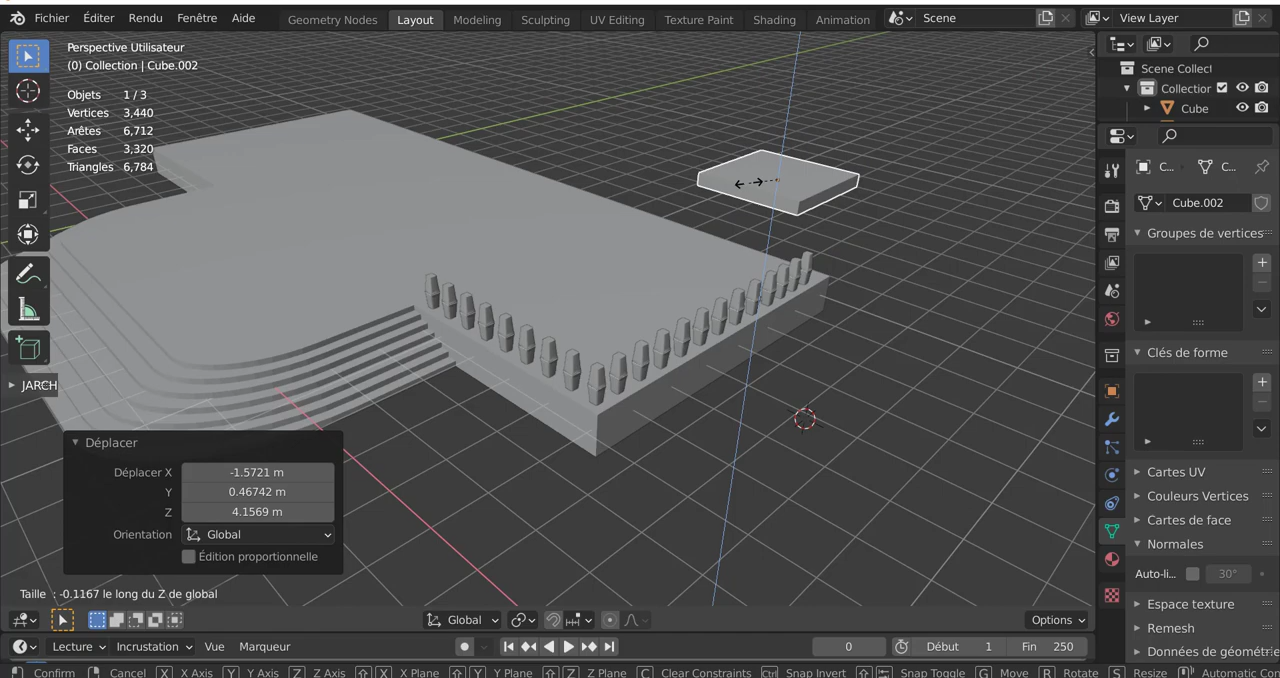 Fichier Éditer Rendu Fenêtre Aide Geometry Nodes Layout Modeling Sculpting UV Editing Texture Paint Shading Animation Scene View Layer
Perspective Utilisateur
(0) Collection | Cube.002
Objets 1 / 3
Vertices 3,440
Arêtes 6,712
Faces 3,320
Triangles 6,784
JARCH
Déplacer
Déplacer X -1.5721 m
Y 0.46742 m
Z 4.1569 m
Orientation Global
Édition proportionnelle
Taille : -0.1167 le long du Z de global
Scene Collect
Collection
Cube
C... C...
Cube.002
Groupes de vertices
Clés de forme
Cartes UV
Couleurs Vertices
Cartes de face
Normales
Auto-li... 30°
Espace texture
Remesh
Données de géométrie
Global Options
Lecture Incrustation Vue Marqueur 0 Début 1 Fin 250
Confirm Cancel X X Axis Y Y Axis Z Z Axis X X Plane Y Y Plane Z Z Plane C Clear Constraints Ctrl Snap Invert Snap Toggle G Move R Rotate S Resize Automatic Co